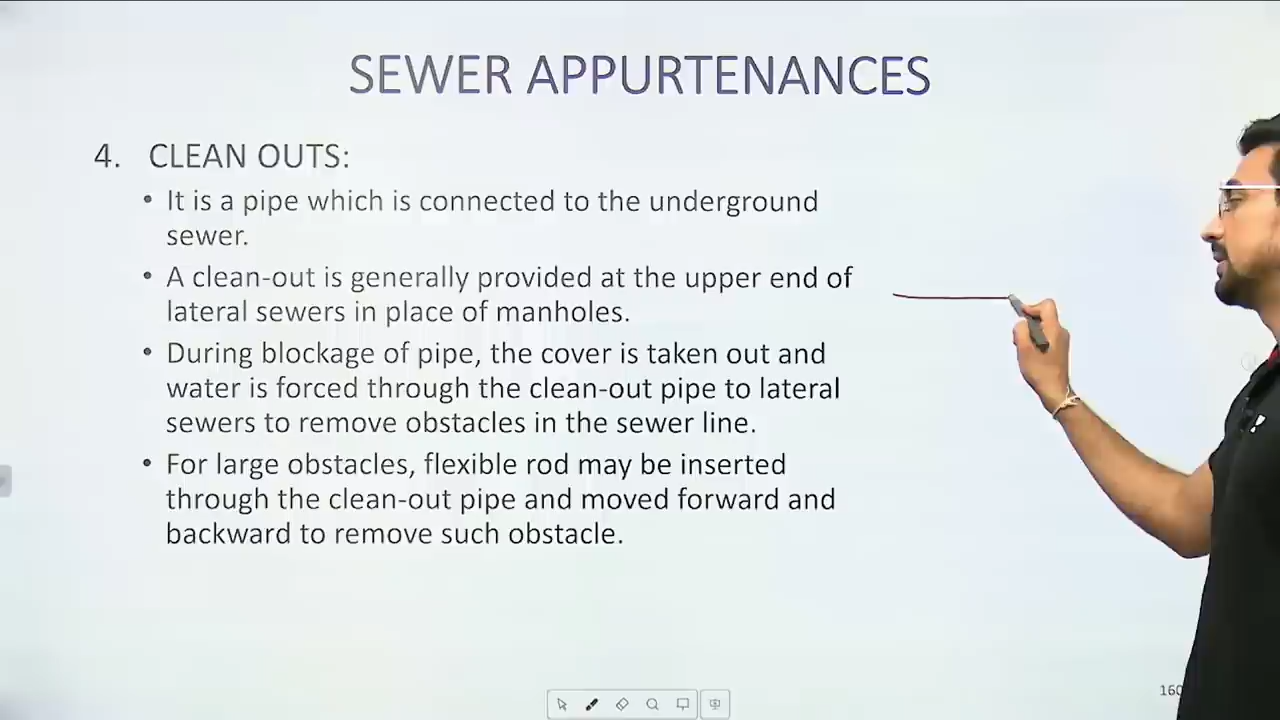 SEWER APPURTENANCES
4. CLEAN OUTS:
• It is a pipe which is connected to the underground
sewer.
• A clean-out is generally provided at the upper end of
lateral sewers in place of manholes.
• During blockage of pipe, the cover is taken out and
water is forced through the clean-out pipe to lateral
sewers to remove obstacles in the sewer line.
• For large obstacles, flexible rod may be inserted
through the clean-out pipe and moved forward and
backward to remove such obstacle.
160